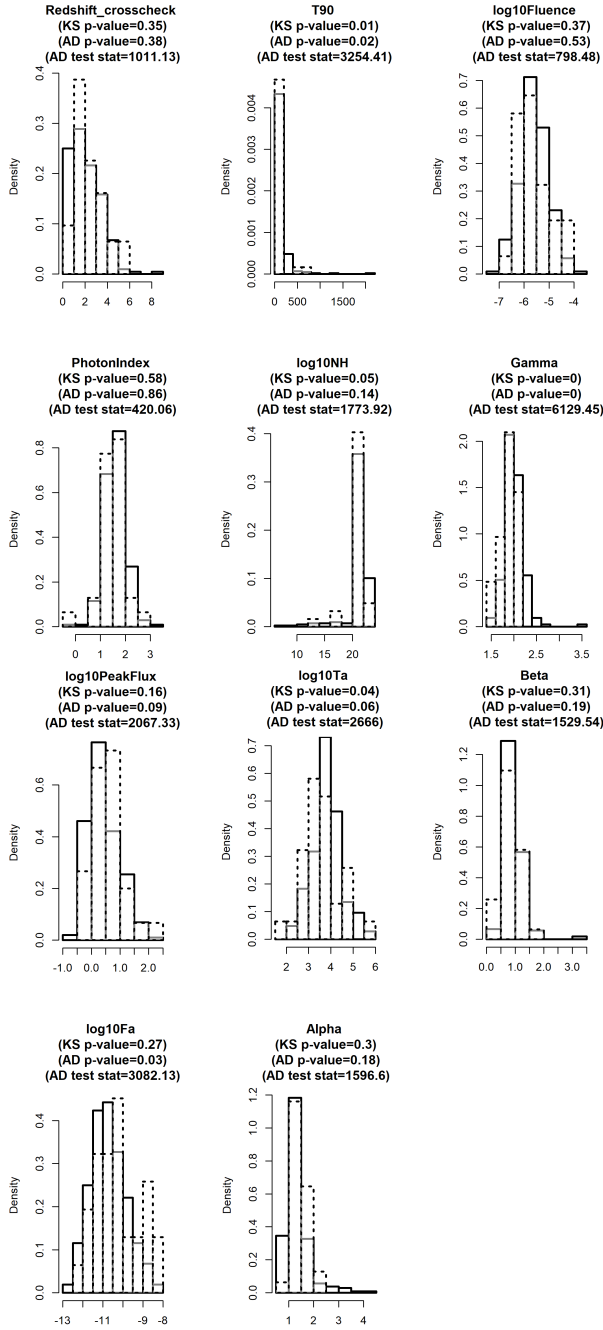 Redshift_crosscheck
(KS p-value=0.35)
(AD p-value=0.38)
(AD test stat=1011.13)
Density
0.0 0.1 0.2 0.3 0.4
0 2 4 6 8
T90
(KS p-value=0.01)
(AD p-value=0.02)
(AD test stat=3254.41)
Density
0.000 0.001 0.002 0.003 0.004
0 500 1500
log10Fluence
(KS p-value=0.37)
(AD p-value=0.53)
(AD test stat=798.48)
Density
0.0 0.1 0.2 0.3 0.4 0.5 0.6 0.7
-7 -6 -5 -4
PhotonIndex
(KS p-value=0.58)
(AD p-value=0.86)
(AD test stat=420.06)
Density
0.0 0.2 0.4 0.6 0.8
0 1 2 3
log10NH
(KS p-value=0.05)
(AD p-value=0.14)
(AD test stat=1773.92)
Density
0.0 0.1 0.2 0.3 0.4
10 15 20
Gamma
(KS p-value=0)
(AD p-value=0)
(AD test stat=6129.45)
Density
0.0 0.5 1.0 1.5 2.0
1.5 2.5 3.5
log10PeakFlux
(KS p-value=0.16)
(AD p-value=0.09)
(AD test stat=2067.33)
Density
0.0 0.2 0.4 0.6
-1.0 0.0 1.0 2.0
log10Ta
(KS p-value=0.04)
(AD p-value=0.06)
(AD test stat=2666)
Density
0.0 0.1 0.2 0.3 0.4 0.5 0.6 0.7
2 3 4 5 6
Beta
(KS p-value=0.31)
(AD p-value=0.19)
(AD test stat=1529.54)
Density
0.0 0.2 0.4 0.6 0.8 1.0 1.2
0.0 1.0 2.0 3.0
log10Fa
(KS p-value=0.27)
(AD p-value=0.03)
(AD test stat=3082.13)
Density
0.0 0.1 0.2 0.3 0.4
-13 -11 -9 -8
Alpha
(KS p-value=0.3)
(AD p-value=0.18)
(AD test stat=1596.6)
Density
0.0 0.2 0.4 0.6 0.8 1.0 1.2
1 2 3 4